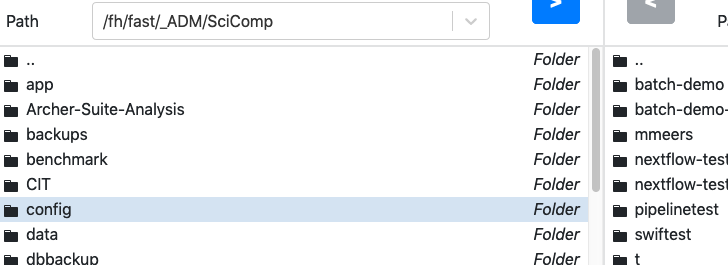 > <
Path /fh/fast/_ADM/SciComp
.. Folder ..
app Folder batch-demo
Archer-Suite-Analysis Folder batch-demo-
backups Folder mmeers
benchmark Folder nextflow-test
CIT Folder nextflow-test
config Folder pipelinetest
data Folder swiftest
dbbackup Folder t